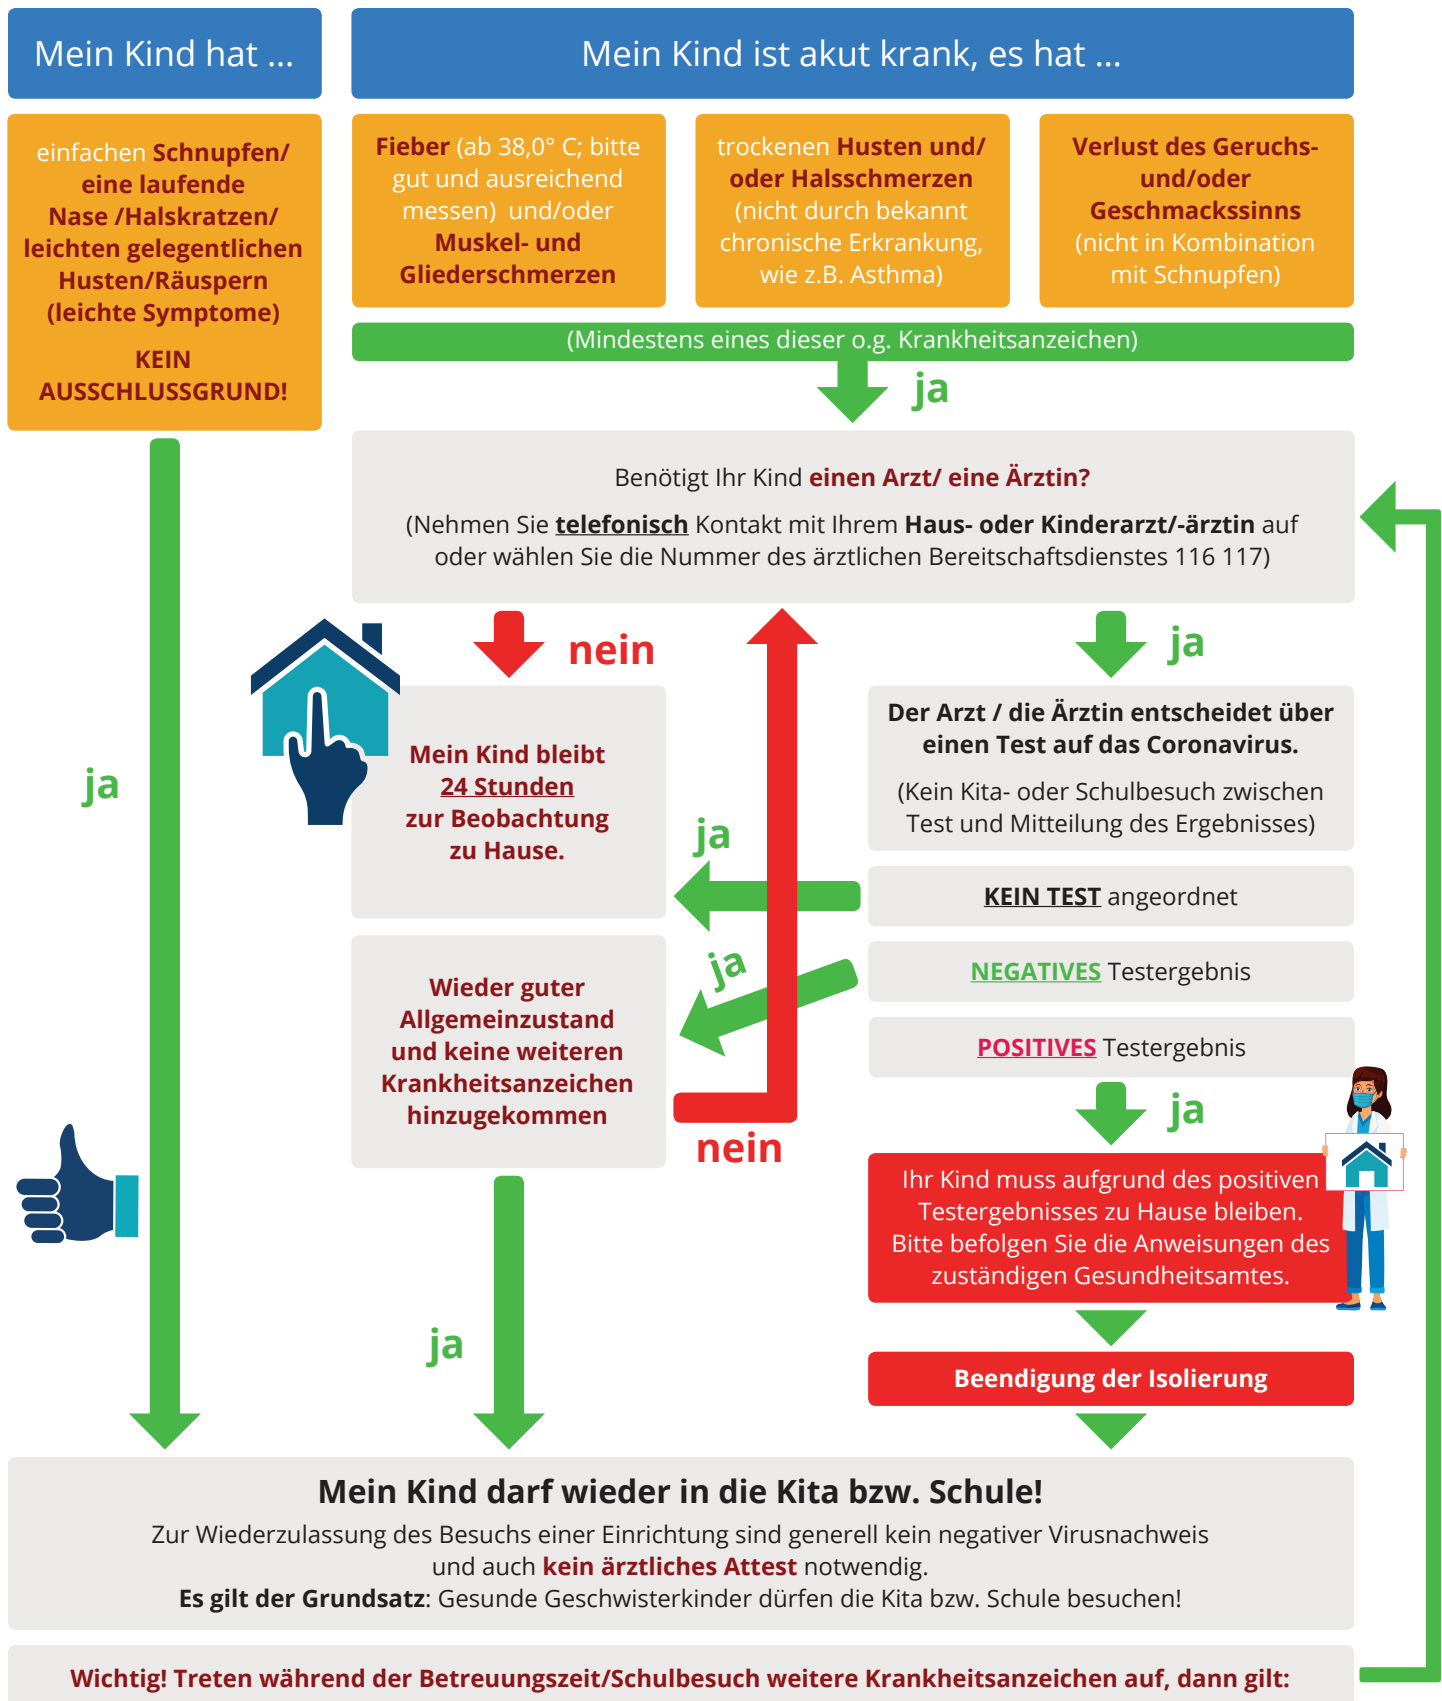 Mein Kind hat ...
Mein Kind ist akut krank, es hat ...
einfachen Schnupfen/
eine laufende
Nase /Halskratzen/
leichten gelegentlichen
Husten/Räuspern
(leichte Symptome)
KEIN
AUSSCHLUSSGRUND!
Fieber (ab 38,0° C; bitte
gut und ausreichend
messen)  und/oder
Muskel- und
Gliederschmerzen
trockenen Husten und/
oder Halsschmerzen
(nicht durch bekannt
chronische Erkrankung,
wie z.B. Asthma)
Verlust des Geruchs-
und/oder
Geschmackssinns
(nicht in Kombination
mit Schnupfen)
(Mindestens eines dieser o.g. Krankheitsanzeichen)
ja
Benötigt Ihr Kind einen Arzt/ eine Ärztin?
(Nehmen Sie telefonisch Kontakt mit Ihrem Haus- oder Kinderarzt/-ärztin auf
oder wählen Sie die Nummer des ärztlichen Bereitschaftsdienstes 116 117)
nein
ja
Mein Kind bleibt
24 Stunden
zur Beobachtung
zu Hause.
Der Arzt / die Ärztin entscheidet über
einen Test auf das Coronavirus.
(Kein Kita- oder Schulbesuch zwischen
Test und Mitteilung des Ergebnisses)
ja
ja
KEIN TEST angeordnet
ja
NEGATIVES Testergebnis
Wieder guter
Allgemeinzustand
und keine weiteren
Krankheitsanzeichen
hinzugekommen
POSITIVES Testergebnis
nein
ja
Ihr Kind muss aufgrund des positiven
Testergebnisses zu Hause bleiben.
Bitte befolgen Sie die Anweisungen des
zuständigen Gesundheitsamtes.
ja
Beendigung der Isolierung
Mein Kind darf wieder in die Kita bzw. Schule!
Zur Wiederzulassung des Besuchs einer Einrichtung sind generell kein negativer Virusnachweis
und auch kein ärztliches Attest notwendig.
Es gilt der Grundsatz: Gesunde Geschwisterkinder dürfen die Kita bzw. Schule besuchen!
Wichtig! Treten während der Betreuungszeit/Schulbesuch weitere Krankheitsanzeichen auf, dann gilt: